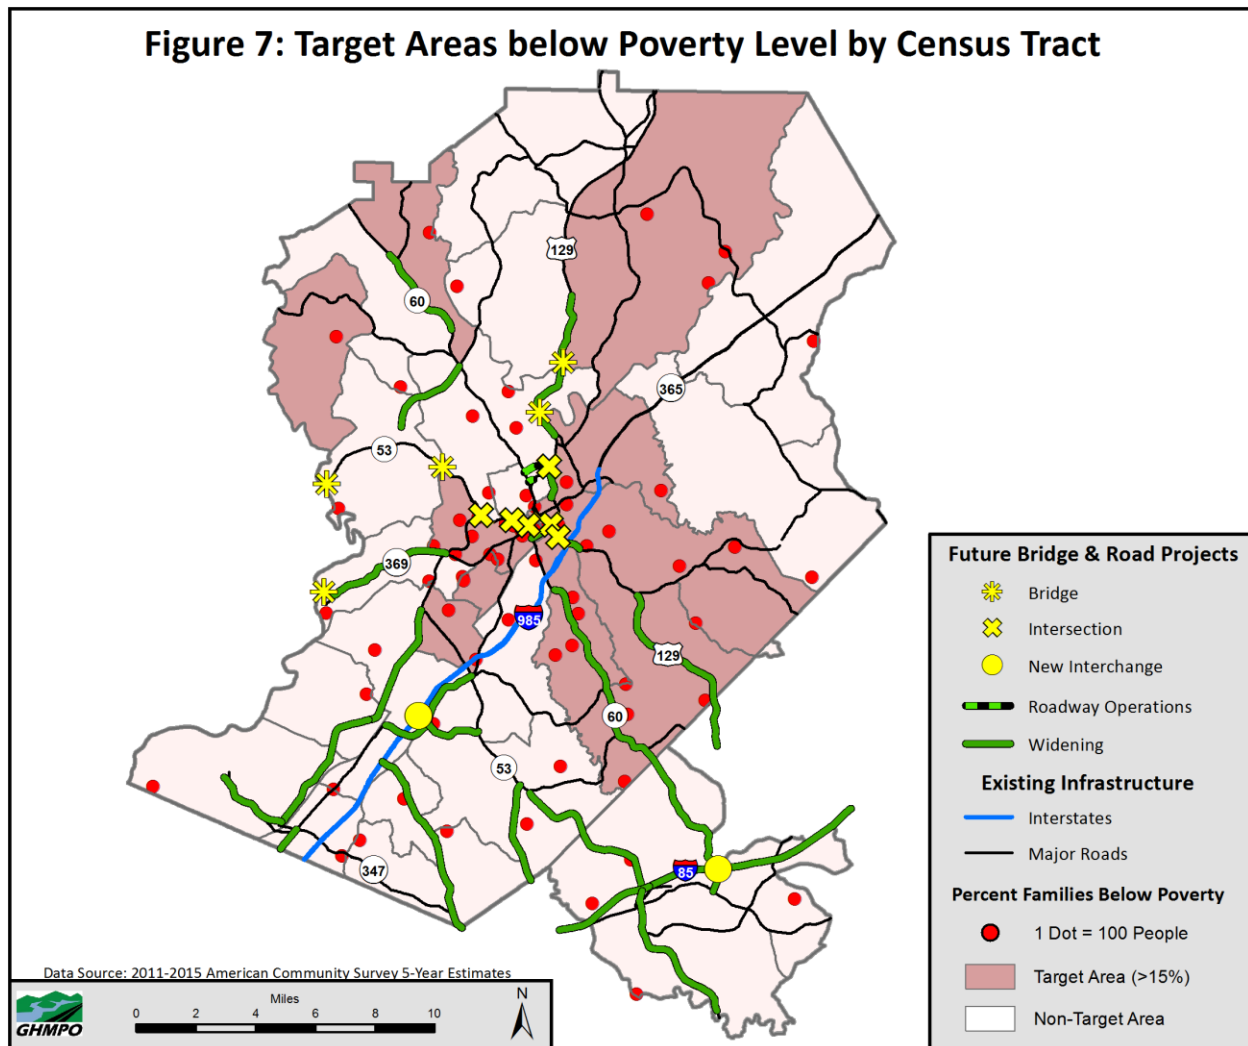 Figure 7: Target Areas below Poverty Level by Census Tract
129
60
365
53
369
985
129
60
53
85
347
Future Bridge & Road Projects
Bridge
Intersection
New Interchange
Roadway Operations
Widening
Existing Infrastructure
Interstates
Major Roads
Percent Families Below Poverty
1 Dot = 100 People
Target Area (>15%)
Non-Target Area
Data Source: 2011-2015 American Community Survey 5-Year Estimates
GHMPO
Miles
0 2 4 6 8 10
N